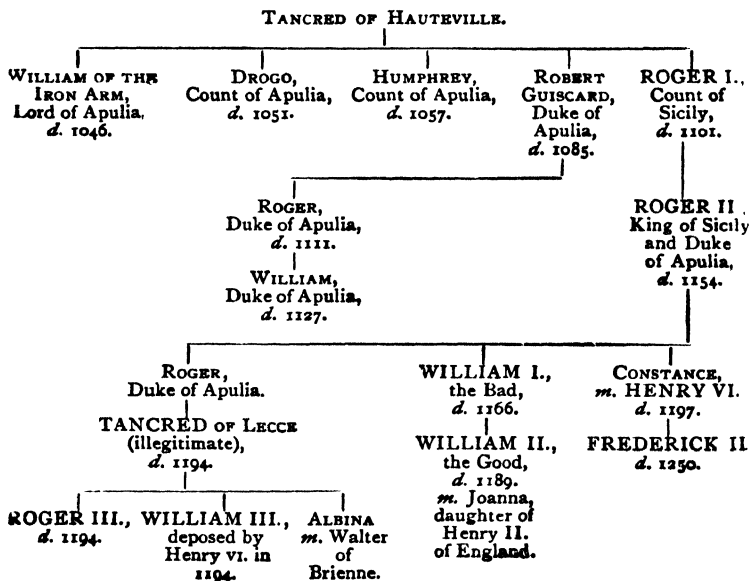 TANCRED OF HAUTEVILLE.
WILLIAM OF THE
IRON ARM,
Lord of Apulia,
d. 1046.
DROGO,
Count of Apulia,
d. 1051.
HUMPHREY,
Count of Apulia,
d. 1057.
ROBERT
GUISCARD,
Duke of
Apulia,
d. 1085.
ROGER I.,
Count of
Sicily,
d. 1101.
ROGER,
Duke of Apulia,
d. 1111.
WILLIAM,
Duke of Apulia,
d. 1127.
ROGER II.,
King of Sicily
and Duke
of Apulia,
d. 1154.
ROGER,
Duke of Apulia.
TANCRED OF LECCE
(illegitimate),
d. 1194.
WILLIAM I.,
the Bad,
d. 1166.
WILLIAM II.,
the Good,
d. 1189.
m. Joanna,
daughter of
Henry II.
of England.
CONSTANCE,
m. HENRY VI.
d. 1197.
FREDERICK II
d. 1250.
ROGER III.,
d. 1194.
WILLIAM III.,
deposed by
Henry VI. in
1194.
ALBINA
m. Walter
of
Brienne.